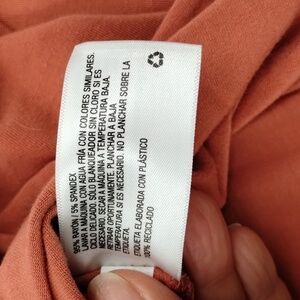 95% RAYÓN | 5% SPANDEX
LAVAR A MÁQUINA CON AGUA FRÍA CON COLORES SIMILARES.
CICLO DELICADO. SOLO BLANQUEADOR SIN CLORO SI ES
NECESARIO. SECAR A MÁQUINA A TEMPERATURA BAJA.
RETIRAR OPORTUNAMENTE. PLANCHAR A BAJA
TEMPERATURA SI ES NECESARIO. NO PLANCHAR SOBRE LA
ETIQUETA.
ETIQUETA ELABORADA CON PLÁSTICO
100% RECICLADO